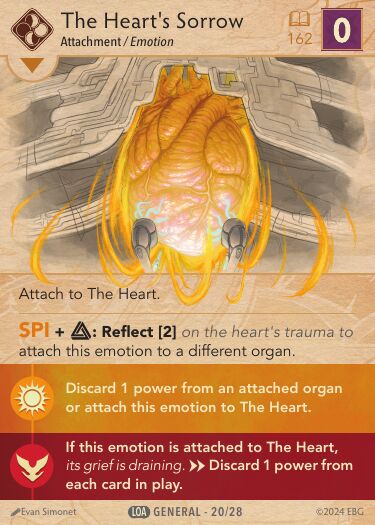 The Heart's Sorrow
Attachment / Emotion
162
0
Attach to The Heart.
SPI + : Reflect [2] on the heart's trauma to
attach this emotion to a different organ.
Discard 1 power from an attached organ
or attach this emotion to The Heart.
If this emotion is attached to The Heart,
its grief is draining. Discard 1 power from
each card in play.
Evan Simonet
LOA GENERAL - 20/28
©2024 EBG